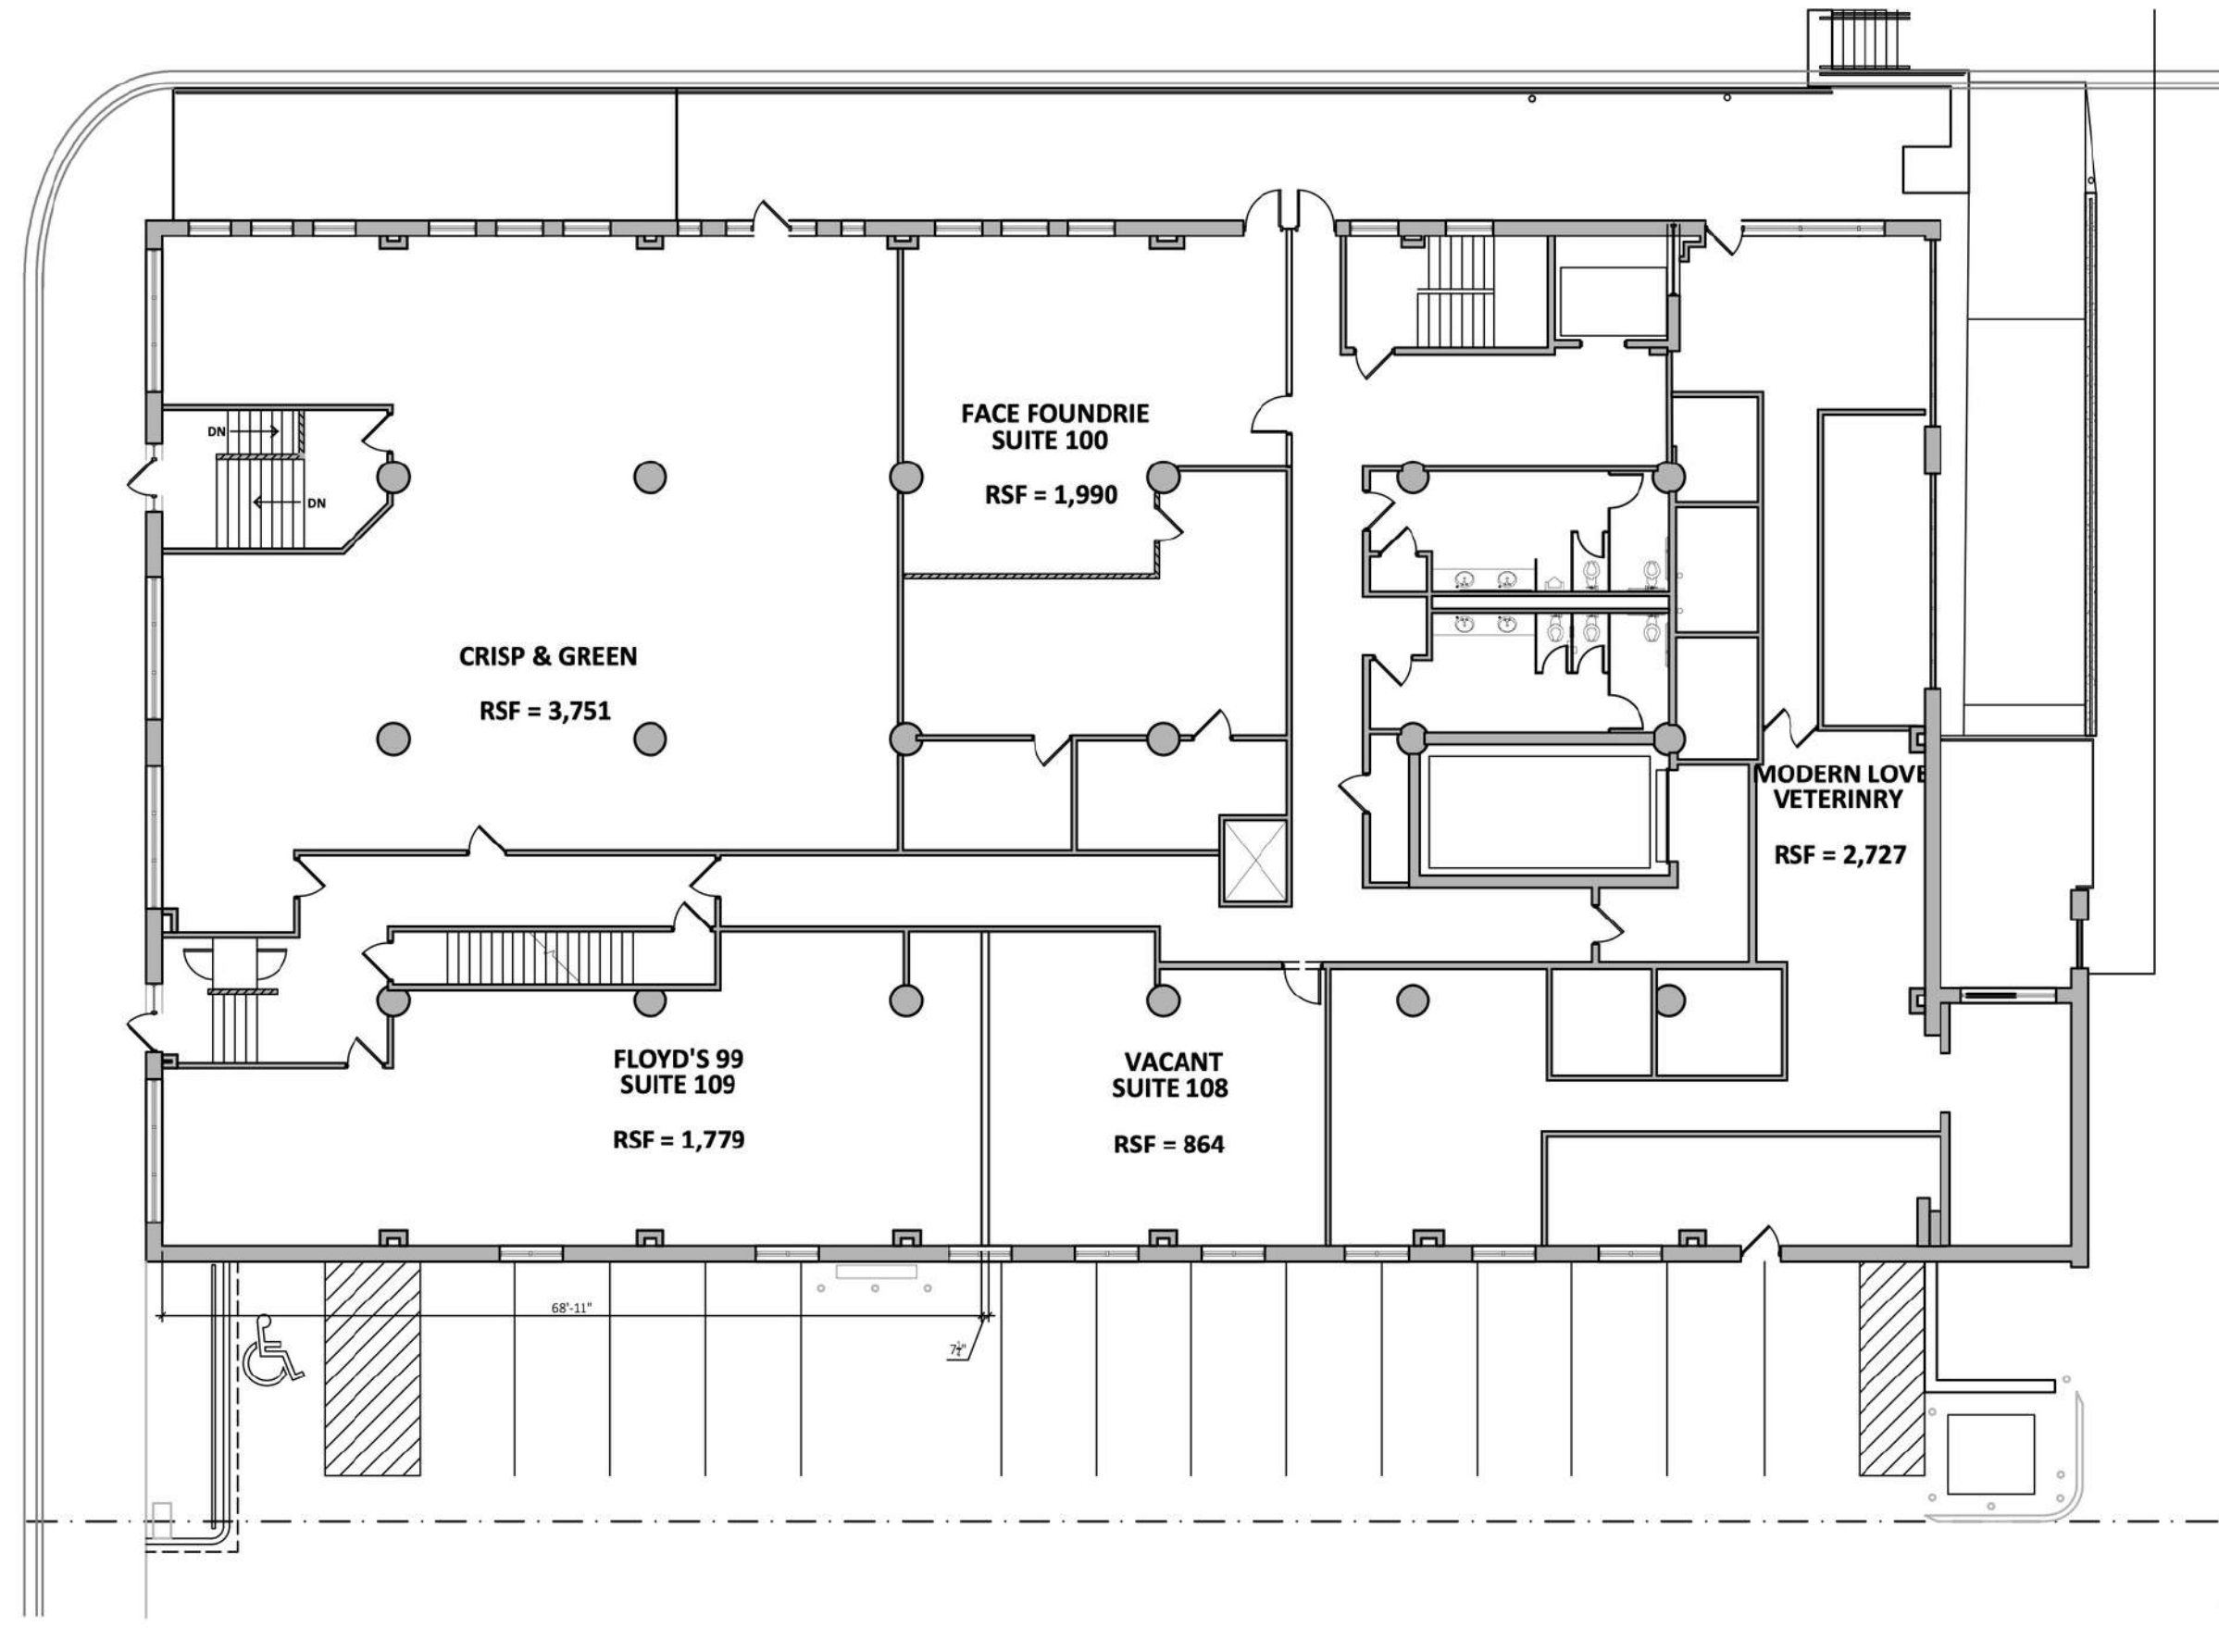 FACE FOUNDRIE
SUITE 100
RSF = 1,990
DN
DN
CRISP & GREEN
RSF = 3,751
MODERN LOVE
VETERINRY
RSF = 2,727
FLOYD'S 99
SUITE 109
RSF = 1,779
VACANT
SUITE 108
RSF = 864
68'-11"